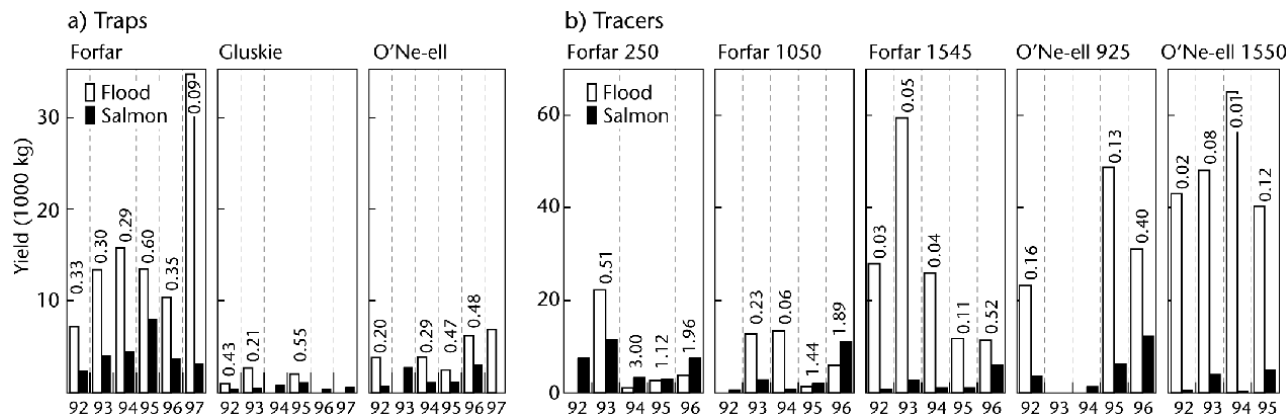 a) Traps
b) Tracers
Forfar
Gluskie
O'Ne-ell
Forfar 250
Forfar 1050
Forfar 1545
O'Ne-ell 925
O'Ne-ell 1550
Yield (1000 kg)
30
20
10
Flood
Salmon
0.33
0.30
0.29
0.60
0.35
0.09
92 93 94 95 96 97
0.43
0.21
0.55
92 93 94 95 96 97
0.20
0.29
0.47
0.48
92 93 94 95 96 97
60
40
20
0
Flood
Salmon
0.51
3.00
1.12
1.96
92 93 94 95 96
0.23
0.06
1.44
1.89
92 93 94 95 96
0.03
0.05
0.04
0.11
0.52
92 93 94 95 96
0.16
0.13
0.40
92 93 94 95 96
0.02
0.08
0.01
0.12
92 93 94 95